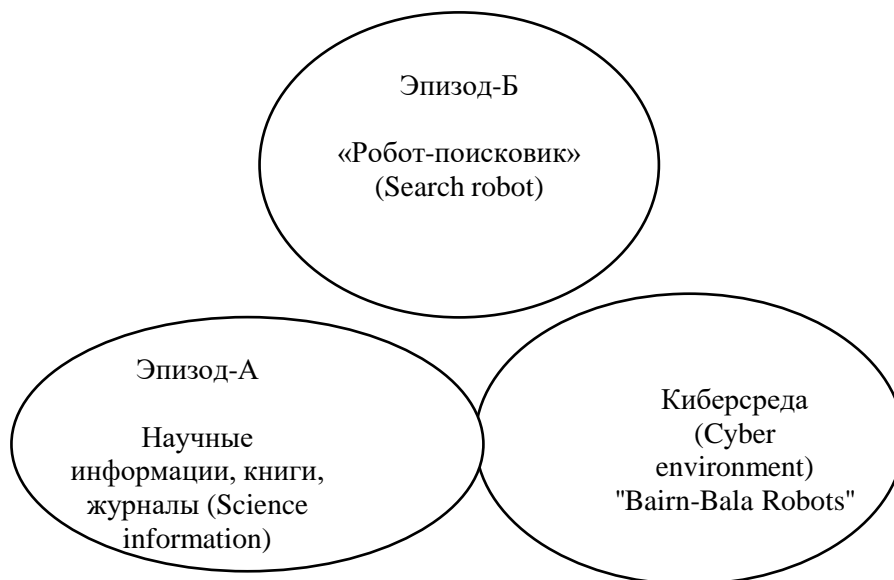 Эпизод-Б
«Робот-поисковик»
(Search robot)
Эпизод-А
Научные
информации, книги,
журналы (Science
information)
Киберсреда
(Cyber
environment)
"Bairn-Bala Robots"